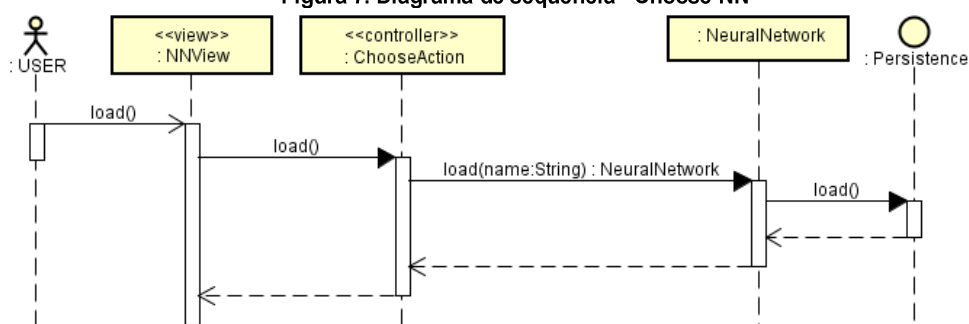 Figura 7. Diagrama de sequência - Choose NN
<<view>>
: NNView
<<controller>>
: ChooseAction
: NeuralNetwork
: USER
: Persistence
load()
load()
load(name:String) : NeuralNetwork
load()